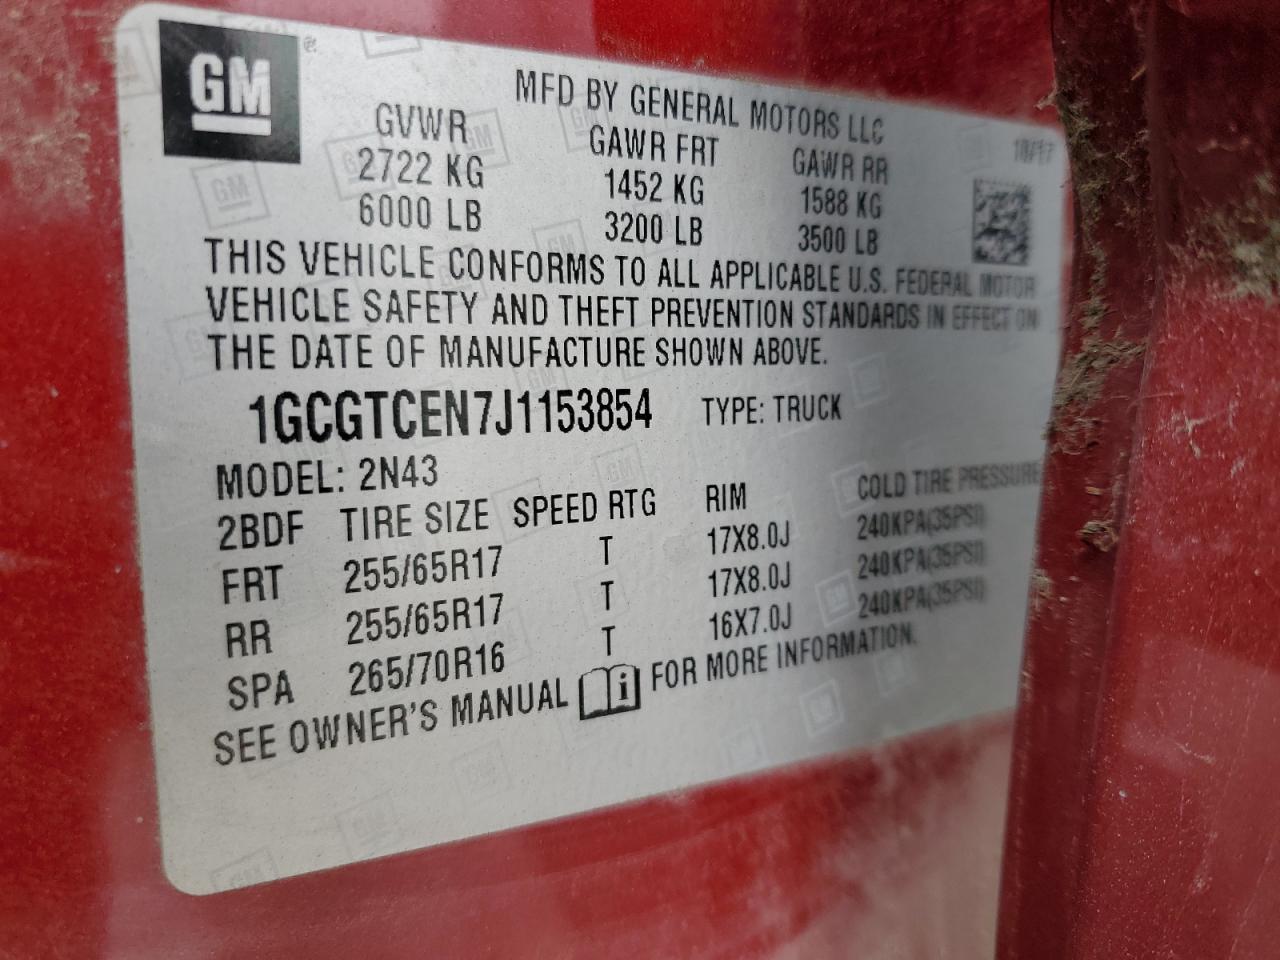 GM
MFD BY GENERAL MOTORS LLC
GVWR GAWR FRT GAWR RR
10/17
2722 KG 1452 KG 1588 KG
6000 LB 3200 LB 3500 LB
THIS VEHICLE CONFORMS TO ALL APPLICABLE U.S. FEDERAL MOTOR
VEHICLE SAFETY AND THEFT PREVENTION STANDARDS IN EFFECT ON
THE DATE OF MANUFACTURE SHOWN ABOVE.
1GCGTCEN7J1153854 TYPE: TRUCK
MODEL: 2N43
2BDF TIRE SIZE SPEED RTG RIM COLD TIRE PRESSURE
FRT 255/65R17 T 17X8.0J 240KPA(35PSI)
RR 255/65R17 T 17X8.0J 240KPA(35PSI)
SPA 265/70R16 T 16X7.0J 240KPA(35PSI)
SEE OWNER'S MANUAL i FOR MORE INFORMATION.